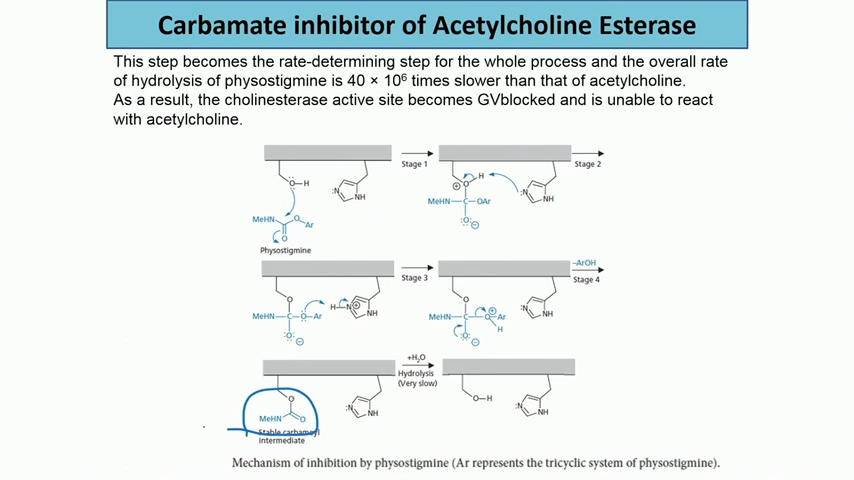 Carbamate inhibitor of Acetylcholine Esterase
This step becomes the rate-determining step for the whole process and the overall rate
of hydrolysis of physostigmine is 40 × 10⁶ times slower than that of acetylcholine.
As a result, the cholinesterase active site becomes GVblocked and is unable to react
with acetylcholine.
O–H
:N
NH
MeHN
O
Ar
O
Physostigmine
Stage 1
H
⊕
O
MeHN–C–OAr
:O:
⊖
:N
NH
Stage 2
O
MeHN–C–O–Ar
:O:
⊖
H–N
⊕
NH
Stage 3
O
MeHN–C–O–Ar
⊕
H
:O:
⊖
:N
NH
–ArOH
Stage 4
O
MeHN
O
Stable carbamoyl
intermediate
:N
NH
+H₂O
Hydrolysis
(Very slow)
O–H
:N
NH
Mechanism of inhibition by physostigmine (Ar represents the tricyclic system of physostigmine).